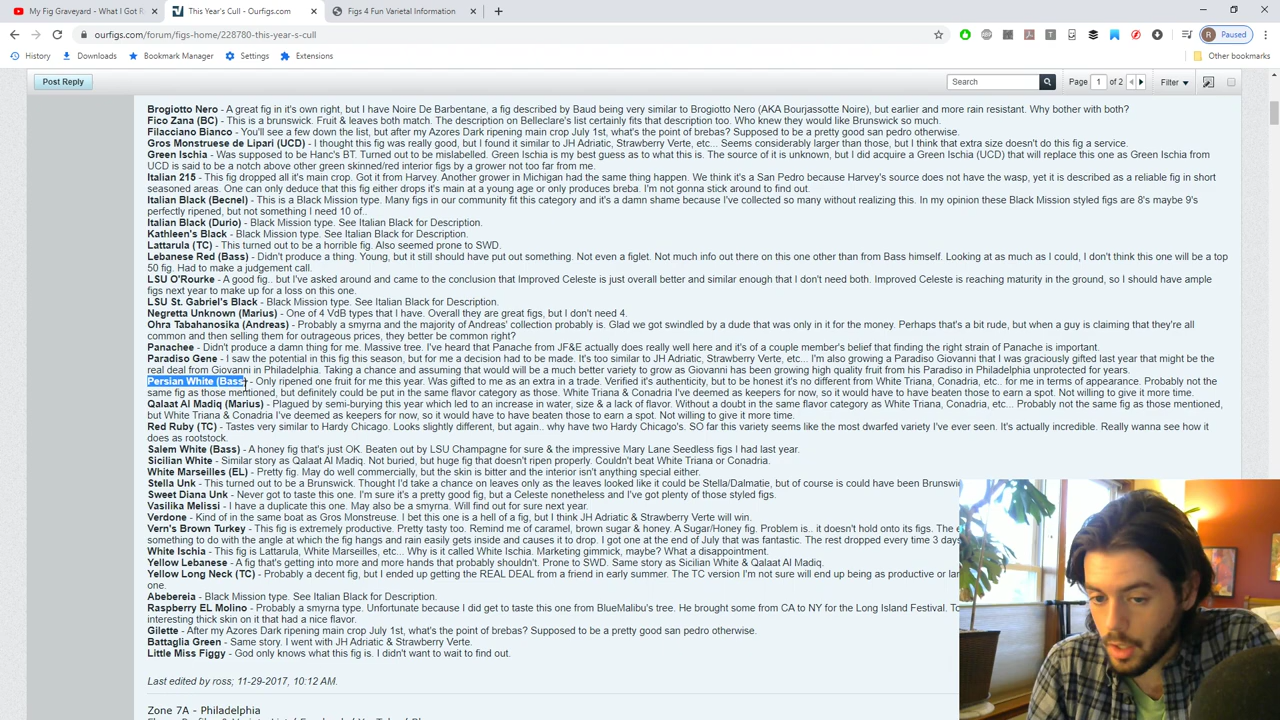 My Fig Graveyard - What I Got R
This Year's Cull - Ourfigs.com
Figs 4 Fun Varietal Information
ourfigs.com/forum/figs-home/228780-this-year-s-cull
Paused
History
Downloads
Bookmark Manager
Settings
Extensions
Other bookmarks
Post Reply
Search
Page 1 of 2
Filter
Brogiotto Nero - A great fig in it's own right, but I have Noire De Barbentane, a fig described by Baud being very similar to Brogiotto Nero (AKA Bourjassotte Noire), but earlier and more rain resistant. Why bother with both?
Fico Zana (BC) - This is a brunswick. Fruit & leaves both match. The description on Belleclare's list certainly fits that description too. Who knew they would like Brunswick so much.
Filacciano Bianco - You'll see a few down the list, but after my Azores Dark ripening main crop July 1st, what's the point of brebas? Supposed to be a pretty good san pedro otherwise.
Gros Monstruese de Lipari (UCD) - I thought this fig was really good, but I found it similar to JH Adriatic, Strawberry Verte, etc... Seems considerably larger than those, but I think that extra size doesn't do this fig a service.
Green Ischia - Was supposed to be Hanc's BT. Turned out to be mislabelled. Green Ischia is my best guess as to what this is. The source of it is unknown, but I did acquire a Green Ischia (UCD) that will replace this one as Green Ischia from
UCD is said to be a notch above other green skinned/red interior figs by a grower not too far from me.
Italian 215 - This fig dropped all it's main crop. Got it from Harvey. Another grower in Michigan had the same thing happen. We think it's a San Pedro because Harvey's source does not have the wasp, yet it is described as a reliable fig in short
seasoned areas. One can only deduce that this fig either drops it's main at a young age or only produces breba. I'm not gonna stick around to find out.
Italian Black (Becnel) - This is a Black Mission Type. Many figs in our community fit this category and it's a damn shame because I've collected so many without realizing this. In my opinion these Black Mission styled figs are 8's maybe 9's
perfectly ripened, but not something I need 10 of..
Italian Black (Durio) - Black Mission type. See Italian Black for Description.
Kathleen's Black - Black Mission type. See Italian Black for Description.
Lattarula (TC) - This turned out to be a horrible fig. Also seemed prone to SWD.
Lebanese Red (Bass) - Didn't produce a thing. Young, but it still should have put out something. Not even a figlet. Not much info out there on this one other than from Bass himself. Looking at as much as I could, I don't think this one will be a top
50 fig. Had to make a judgement call.
LSU O'Rourke - A good fig.. but I've asked around and came to the conclusion that Improved Celeste is just overall better and similar enough that I don't need both. Improved Celeste is reaching maturity in the ground, so I should have ample
figs next year to make up for a loss on this one.
LSU St. Gabriel's Black - Black Mission type. See Italian Black for Description.
Negretta Unknown (Marius) - One of 4 VdB types that I have. Overall they are great figs, but I don't need 4.
Ohra Tabahanosika (Andreas) - Probably a smyrna and the majority of Andreas' collection probably is. Glad we got swindled by a dude that was only in it for the money. Perhaps that's a bit rude, but when a guy is claiming that they're all
common and then selling them for outrageous prices, they better be common right?
Panachee - Didn't produce a damn thing for me. Massive tree. I've heard that Panache from JF&E actually does really well here and it's of a couple member's belief that finding the right strain of Panache is important.
Paradiso Gene - I saw the potential in this fig this season, but for me a decision had to be made. It's too similar to JH Adriatic, Strawberry Verte, etc... I'm also growing a Paradiso Giovanni that I was graciously gifted last year that might be the
real deal from Giovanni in Philadelphia. Taking a chance and assuming that would will be a much better variety to compare as Giovanni has been growing high quality fruit from his Paradiso in Philadelphia unprotected for years.
Persian White (Bass) - Only ripened one fruit for me this year. Was gifted to me as an extra in a trade. Verified it's authenticity, but to be honest it's no different from White Triana, Conadria, etc.. for me in terms of appearance. Probably not the
same fig as those mentioned, but definitely could be put in the same flavor category as those. White Triana & Conadria I've deemed as keepers for now, so it would have to have beaten those to earn a spot. Not willing to give it more time.
Qalaat Al Madiq (Marius) - Plagued by semi-burying this year which led to an increase in water, size & a lack of flavor. Without a doubt in the same flavor category as White Triana, Conadria, etc... Probably not the same fig as those mentioned,
but White Triana & Conadria I've deemed as keepers for now, so it would have to have beaten those to earn a spot. Not willing to give it more time.
Red Ruby (TC) - Tastes very similar to Hardy Chicago. Looks slightly different, but again.. why have two Hardy Chicago's. SO far this variety seems like the most dwarfed variety I've ever seen. It's actually incredible. Really wanna see how it
does as rootstock.
Salem White (Bass) - A honey fig that's just OK. Beaten out by LSU Champagne for sure & the impressive Mary Lane Seedless figs I had last year.
Sicilian White - Similar story as Qalaat Al Madiq. Not buried, but huge fig that doesn't ripen properly. Couldn't beat White Triana or Conadria.
White Marseilles (EL) - Pretty fig. May do well commercially, but the skin is bitter and the interior isn't anything special either.
Stella Unk - This turned out to be a Brunswick. Thought I'd take a chance on leaves only as the leaves looked like it could be Stella/Dalmatie, but of course could have been Brunswi
Sweet Diana Unk - Never got to taste this one. I'm sure it's a pretty good fig, but a Celeste nonetheless and I've got plenty of those styled figs.
Vasilika Melissi - I have a duplicate this one. May also be a smyrna. Will find out for sure next year.
Verdone - Kind of in the same boat as Gros Monstruese. I bet this one is a hell of a fig, but I think JH Adriatic & Strawberry Verte will win.
Vern's Brown Turkey - This fig is extremely productive. Pretty tasty too. Remind me of caramel, brown sugar & honey. A Sugar/Honey fig. Problem is.. it doesn't hold onto its figs. The
something to do with the angle at which the fig hangs and rain easily gets inside and causes it to drop. I got one at the end of July that was fantastic. The rest dropped every time 3 days
White Ischia - This fig is Lattarula, White Marseilles, etc... Why is it called White Ischia. Marketing gimmick, maybe? What a disappointment.
Yellow Lebanese - A fig that's getting into more and more hands that probably shouldn't. Prone to SWD. Same story as Sicilian White & Qalaat Al Madiq.
Yellow Long Neck (TC) - Probably a decent fig, but I ended up getting the REAL DEAL from a friend in early summer. The TC version I'm not sure will end up being as productive or lar
one.
Abebereia - Black Mission type. See Italian Black for Description.
Raspberry EL Molino - Probably a smyrna type. Unfortunate because I did get to taste this one from BlueMalibu's tree. He brought some from CA to NY for the Long Island Festival. To
interesting thick skin on it that had a nice flavor.
Gilette - After my Azores Dark ripening main crop July 1st, what's the point of brebas? Supposed to be a pretty good san pedro otherwise.
Battaglia Green - Same story. I went with JH Adriatic & Strawberry Verte.
Little Miss Figgy - God only knows what this fig is. I didn't want to wait to find out.
Last edited by ross; 11-29-2017, 10:12 AM.
Zone 7A - Philadelphia